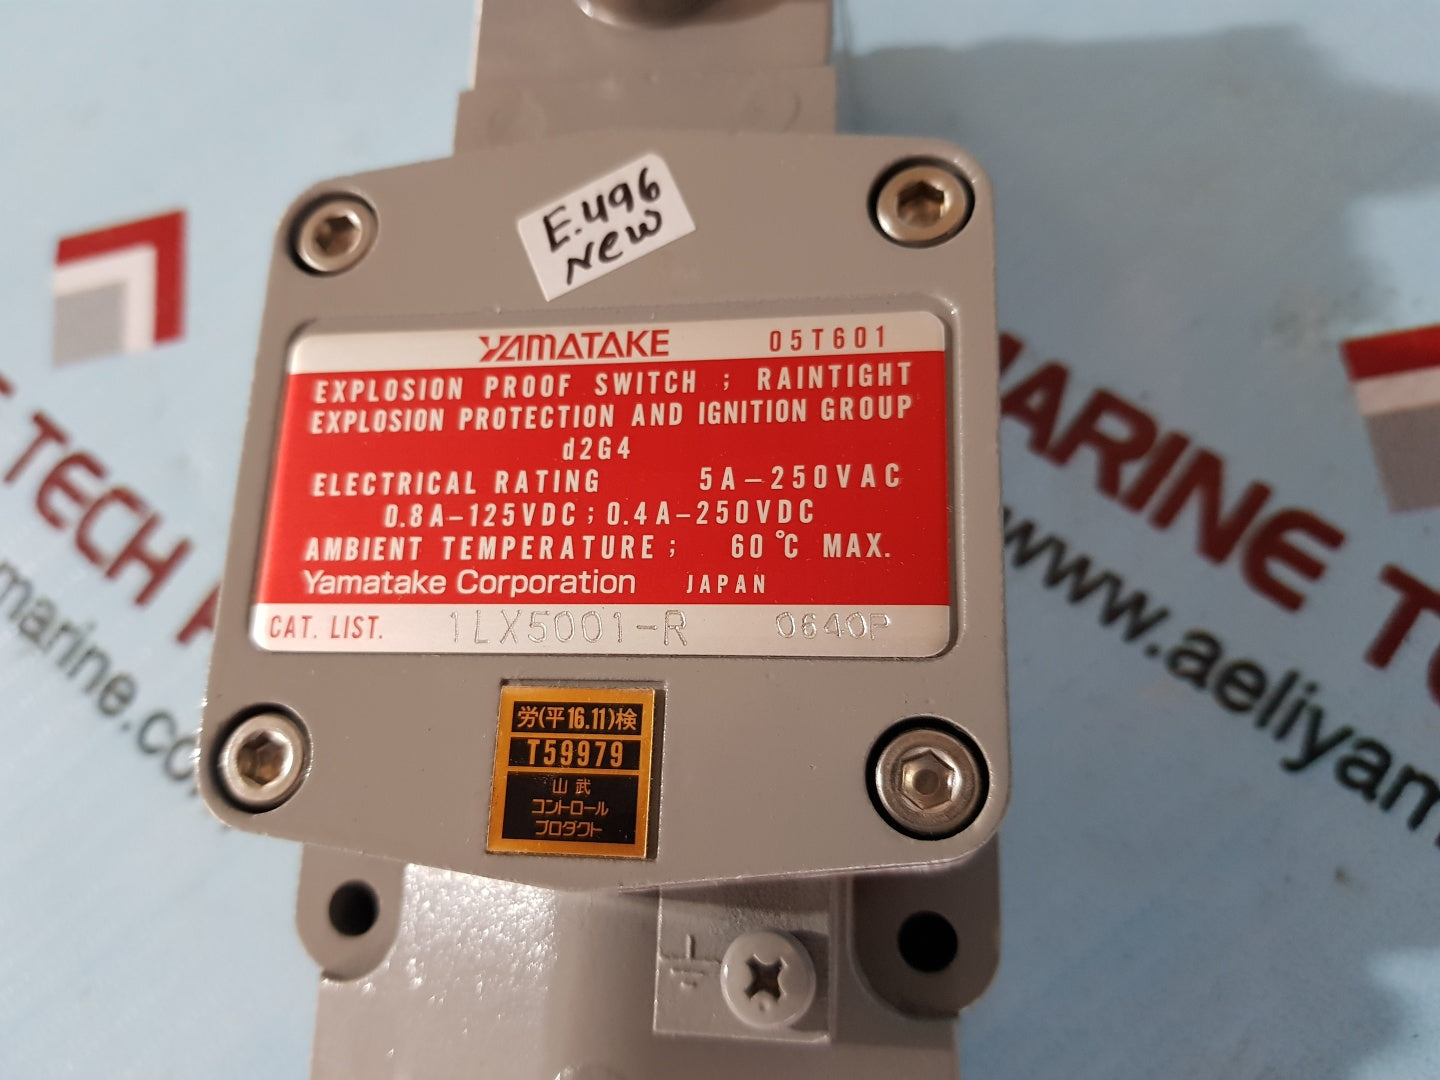 E.496
New
YAMATAKE 05T601
EXPLOSION PROOF SWITCH ; RAINTIGHT
EXPLOSION PROTECTION AND IGNITION GROUP
d2G4
ELECTRICAL RATING 5A-250VAC
0.8A-125VDC ; 0.4A-250VDC
AMBIENT TEMPERATURE ; 60℃ MAX.
Yamatake Corporation JAPAN
CAT. LIST. 1LX5001-R 0640P
労(平16.11)検
T59979
山武
コントロール
プロダクト
TECH
marine.co
MARINE T
www.aeliyam